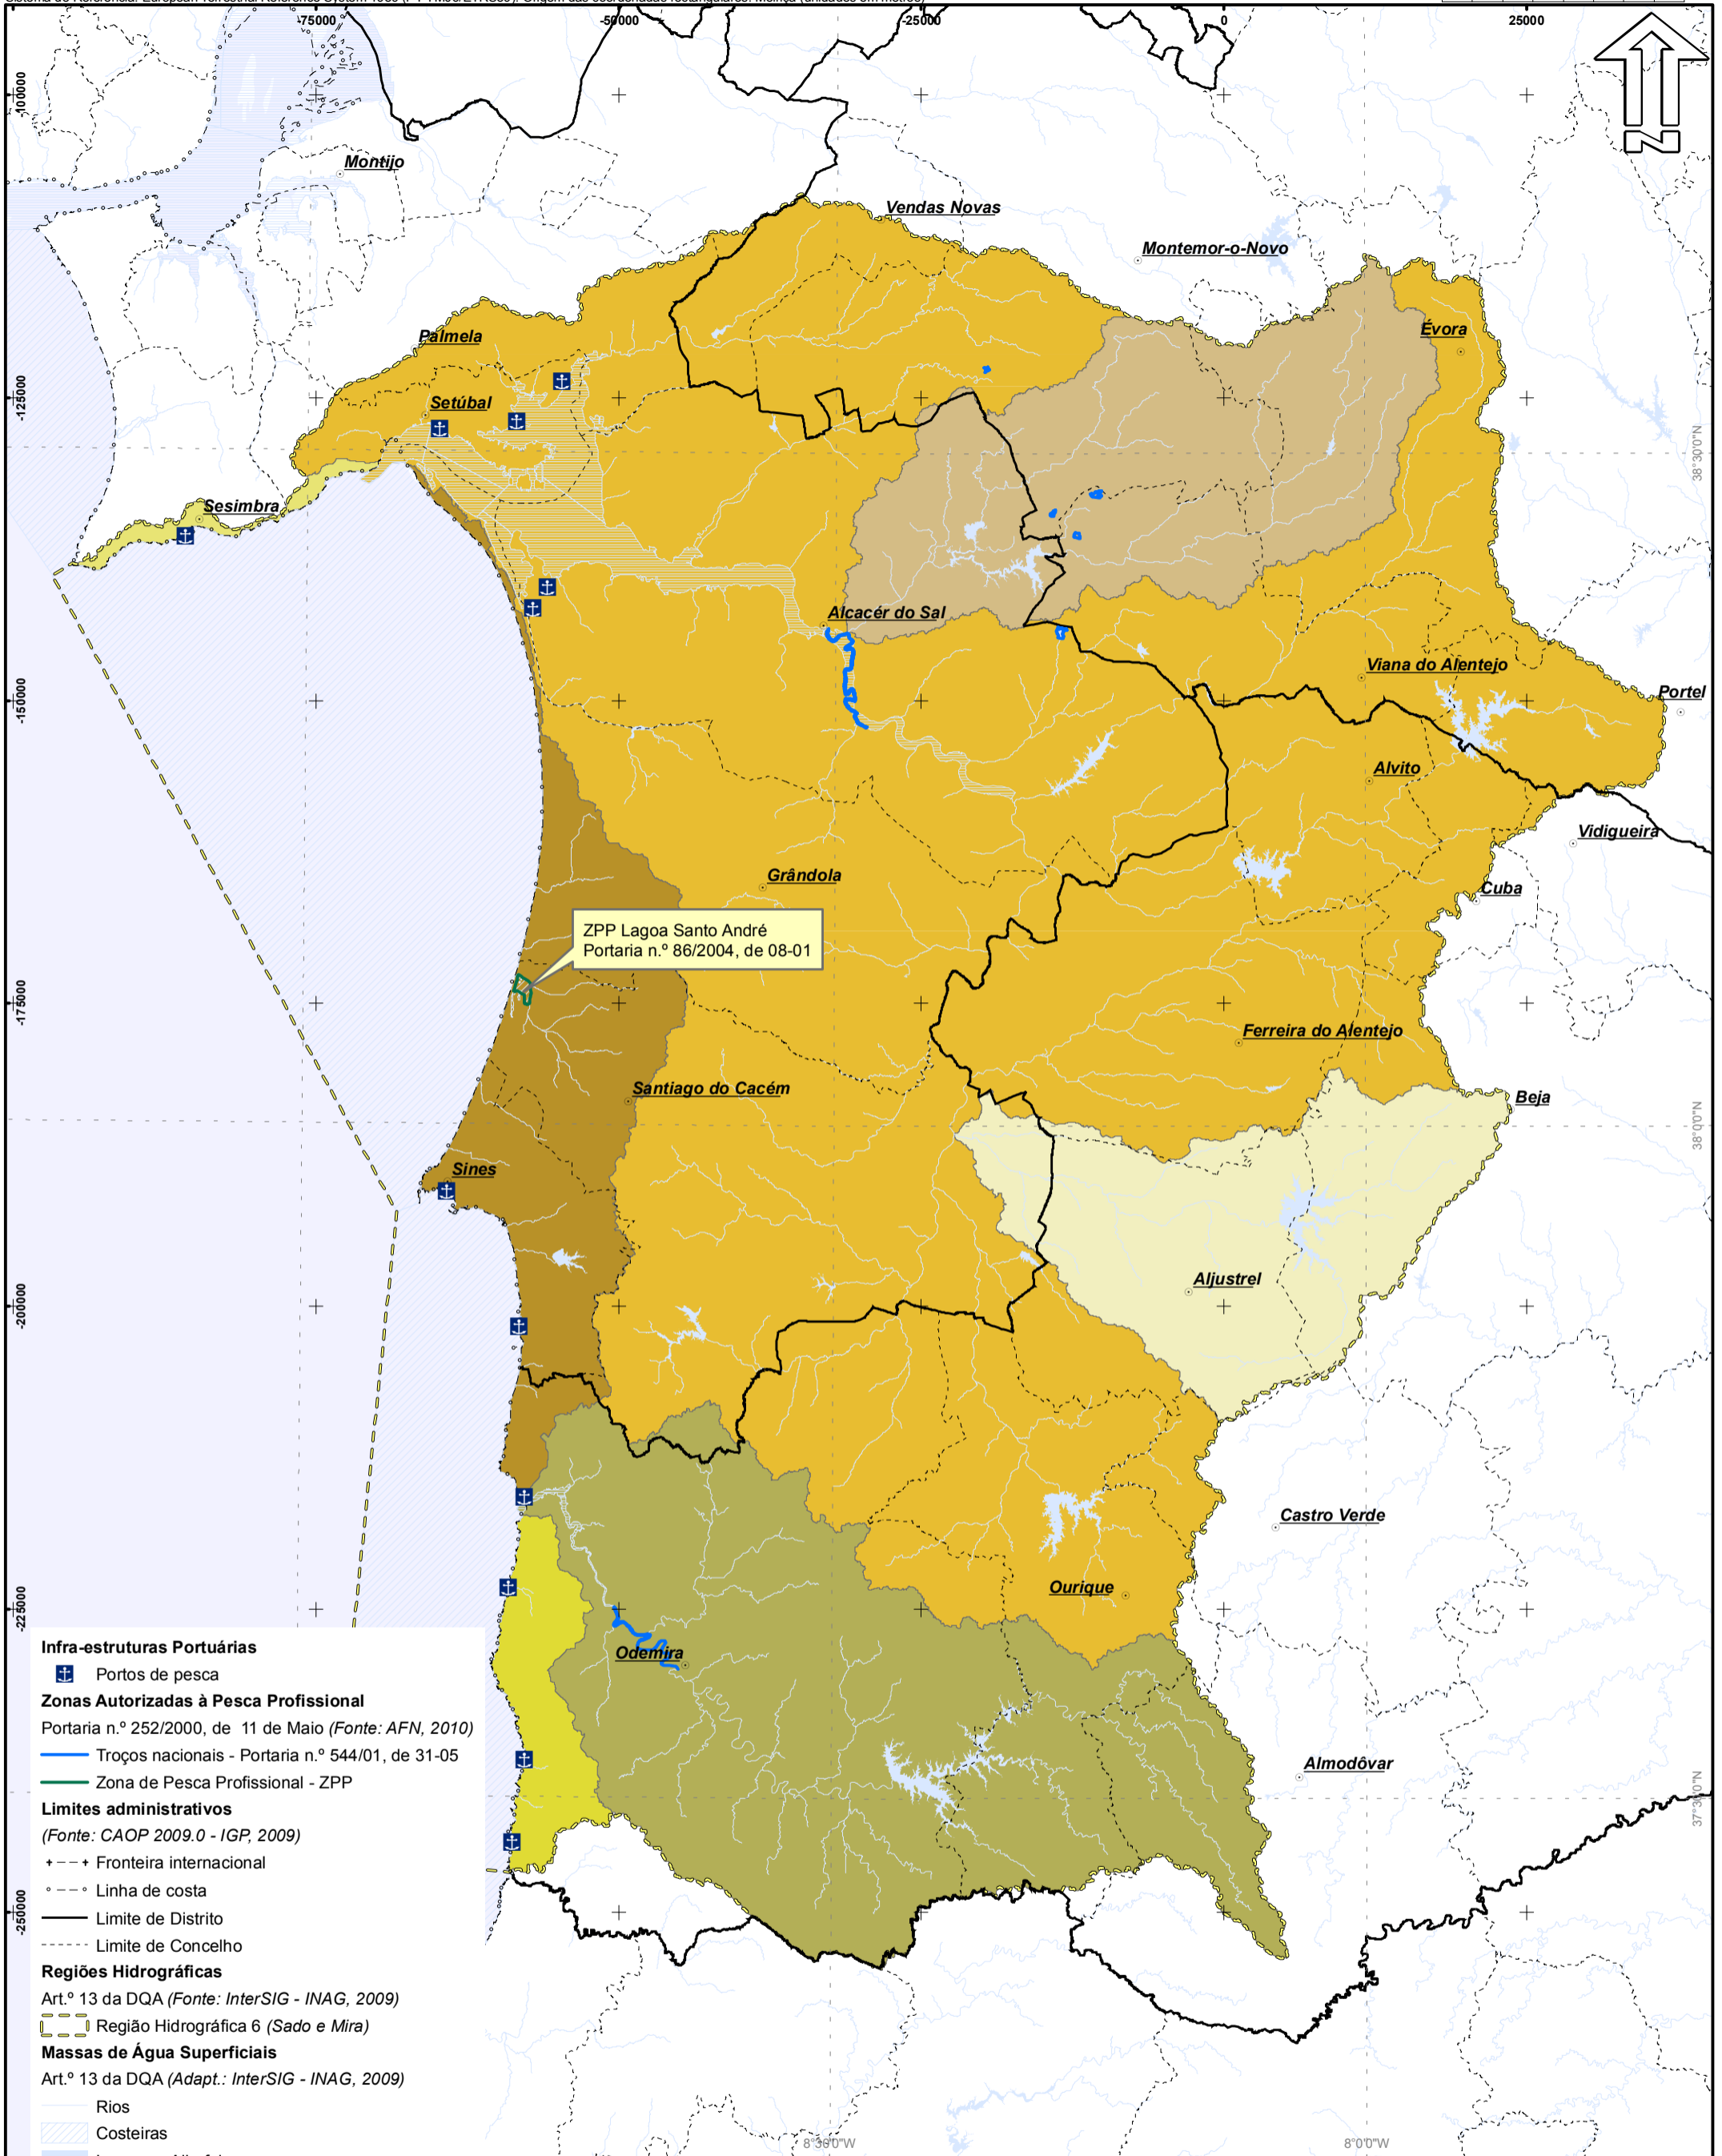 -75000
-50000
-25000
0
25000
-100000
-125000
-150000
-175000
-200000
-225000
-250000
38°30'0"N
38°0'0"N
37°30'0"N
8°30'0"W
8°0'0"W
N
Montijo
Vendas Novas
Montemor-o-Novo
Évora
Palmela
Setúbal
Sesimbra
Alcacér do Sal
Viana do Alentejo
Portel
Alvito
Vidigueira
Grândola
Cuba
ZPP Lagoa Santo André
Portaria n.º 86/2004, de 08-01
Ferreira do Alentejo
Santiago do Cacém
Beja
Sines
Aljustrel
Castro Verde
Ourique
Odemira
Almodôvar
Infra-estruturas Portuárias
Portos de pesca
Zonas Autorizadas à Pesca Profissional
Portaria n.º 252/2000, de 11 de Maio (Fonte: AFN, 2010)
Troços nacionais - Portaria n.º 544/01, de 31-05
Zona de Pesca Profissional - ZPP
Limites administrativos
(Fonte: CAOP 2009.0 - IGP, 2009)
Fronteira internacional
Linha de costa
Limite de Distrito
Limite de Concelho
Regiões Hidrográficas
Art.º 13 da DQA (Fonte: InterSIG - INAG, 2009)
Região Hidrográfica 6 (Sado e Mira)
Massas de Água Superficiais
Art.º 13 da DQA (Adapt.: InterSIG - INAG, 2009)
Rios
Costeiras